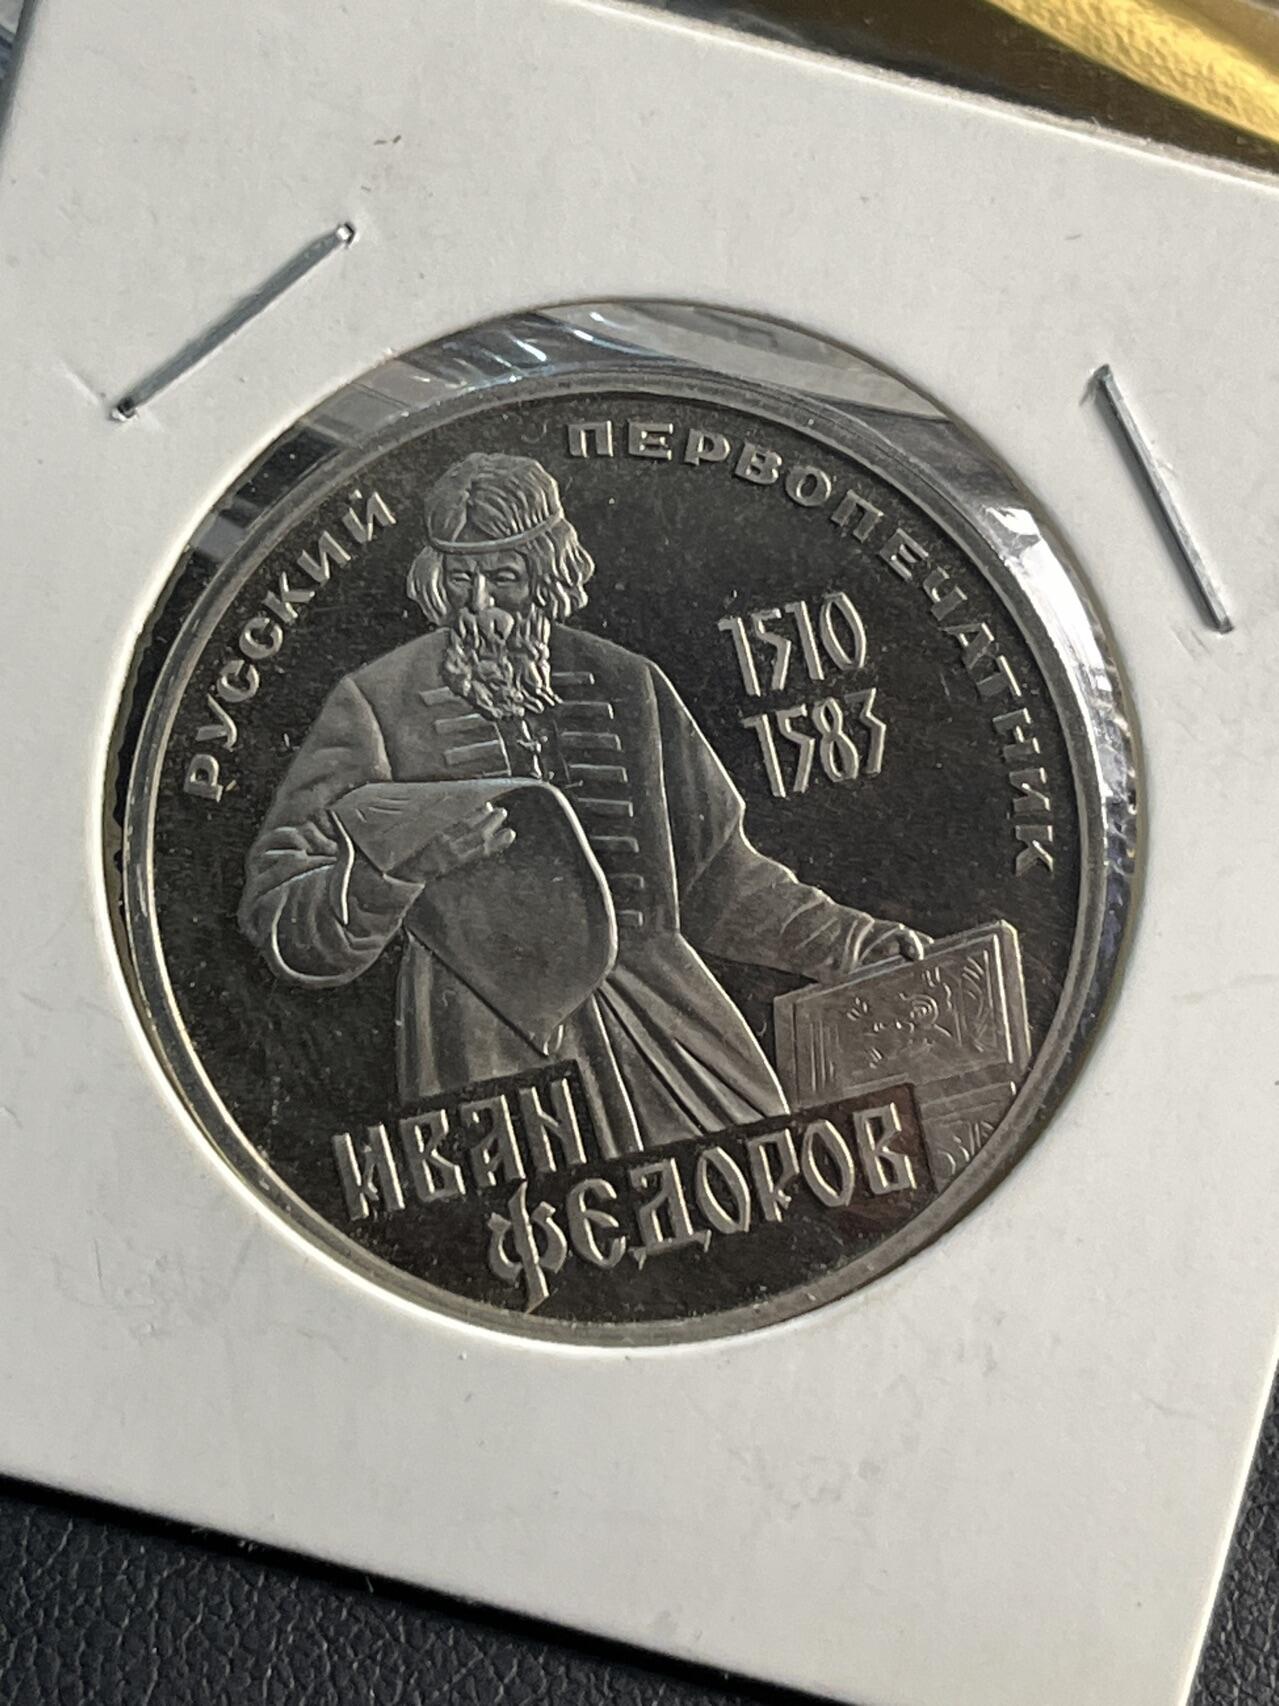 РУССКИЙ ПЕРВОПЕЧАТНИК
1510
1583
ИВАН
ФЕДОРОВ